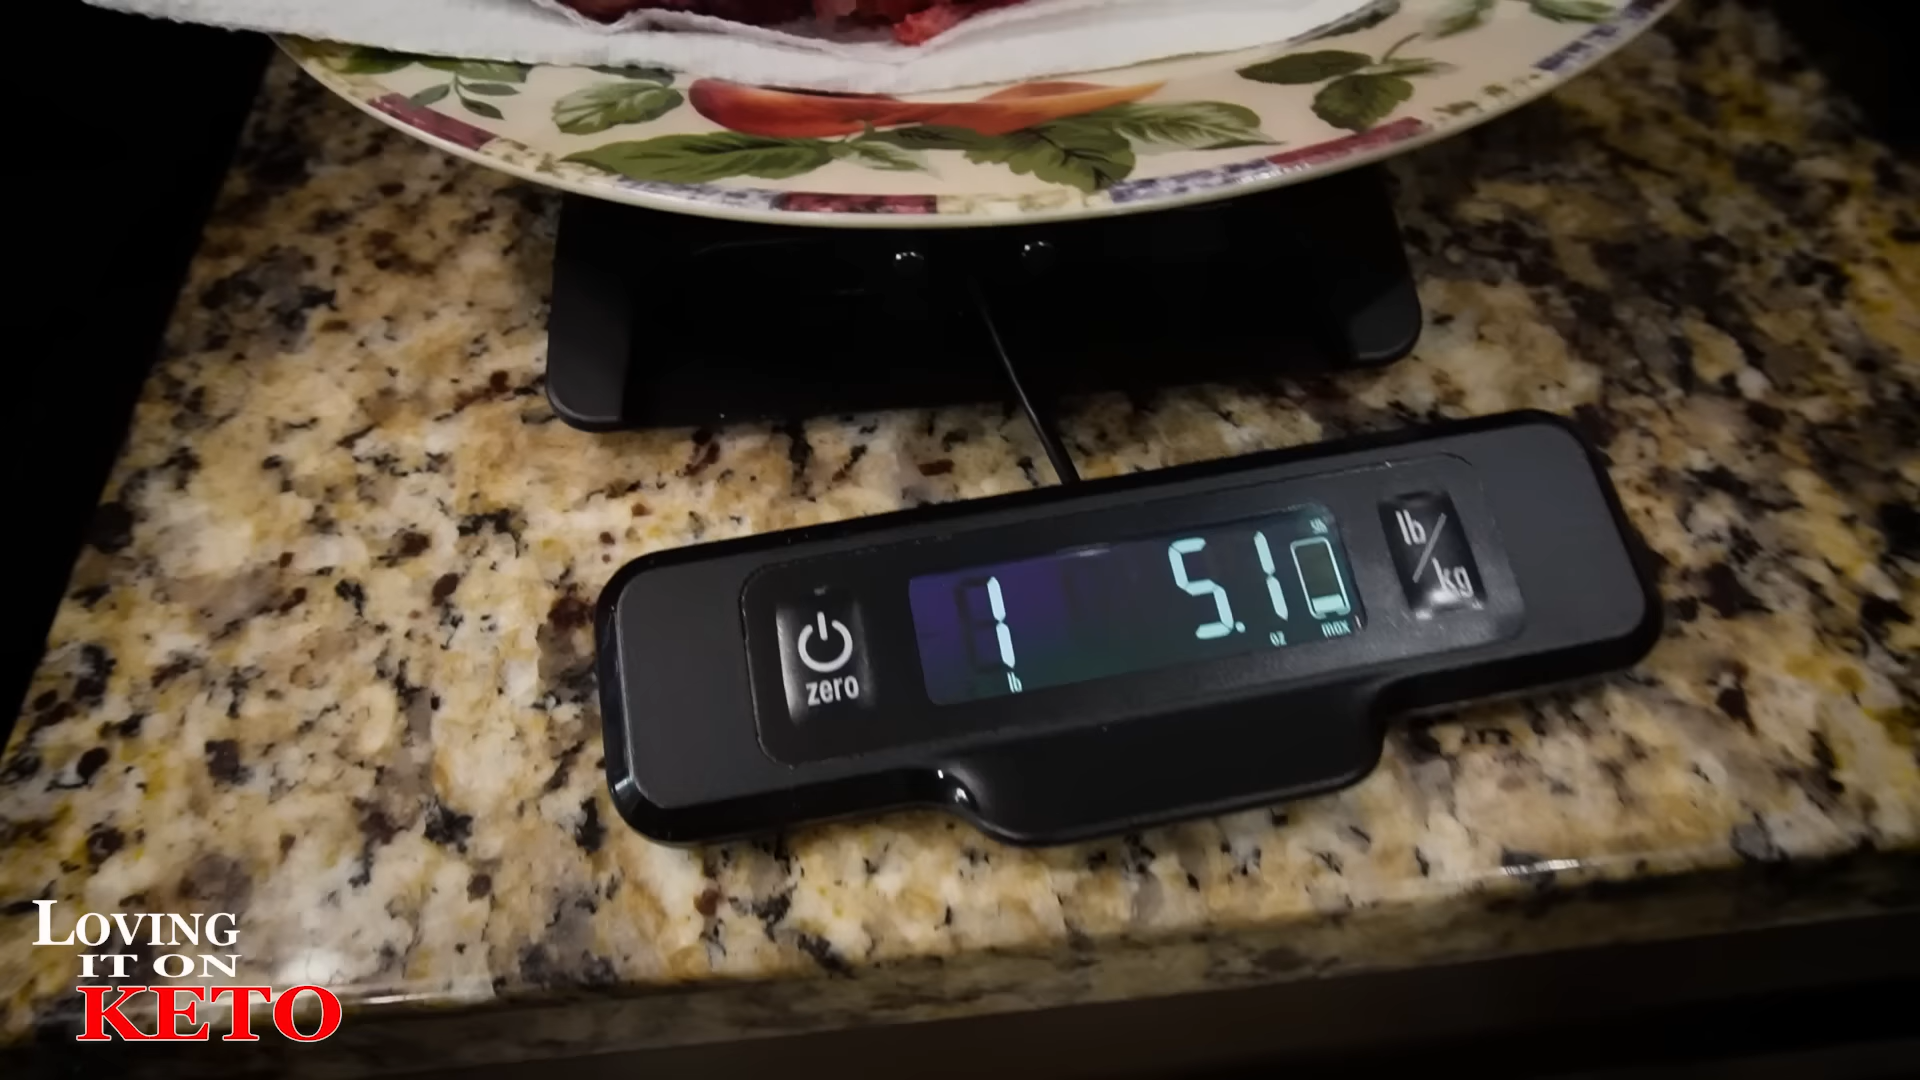 1 5.1
lb oz max
zero
lb/kg
LOVING
IT ON
KETO